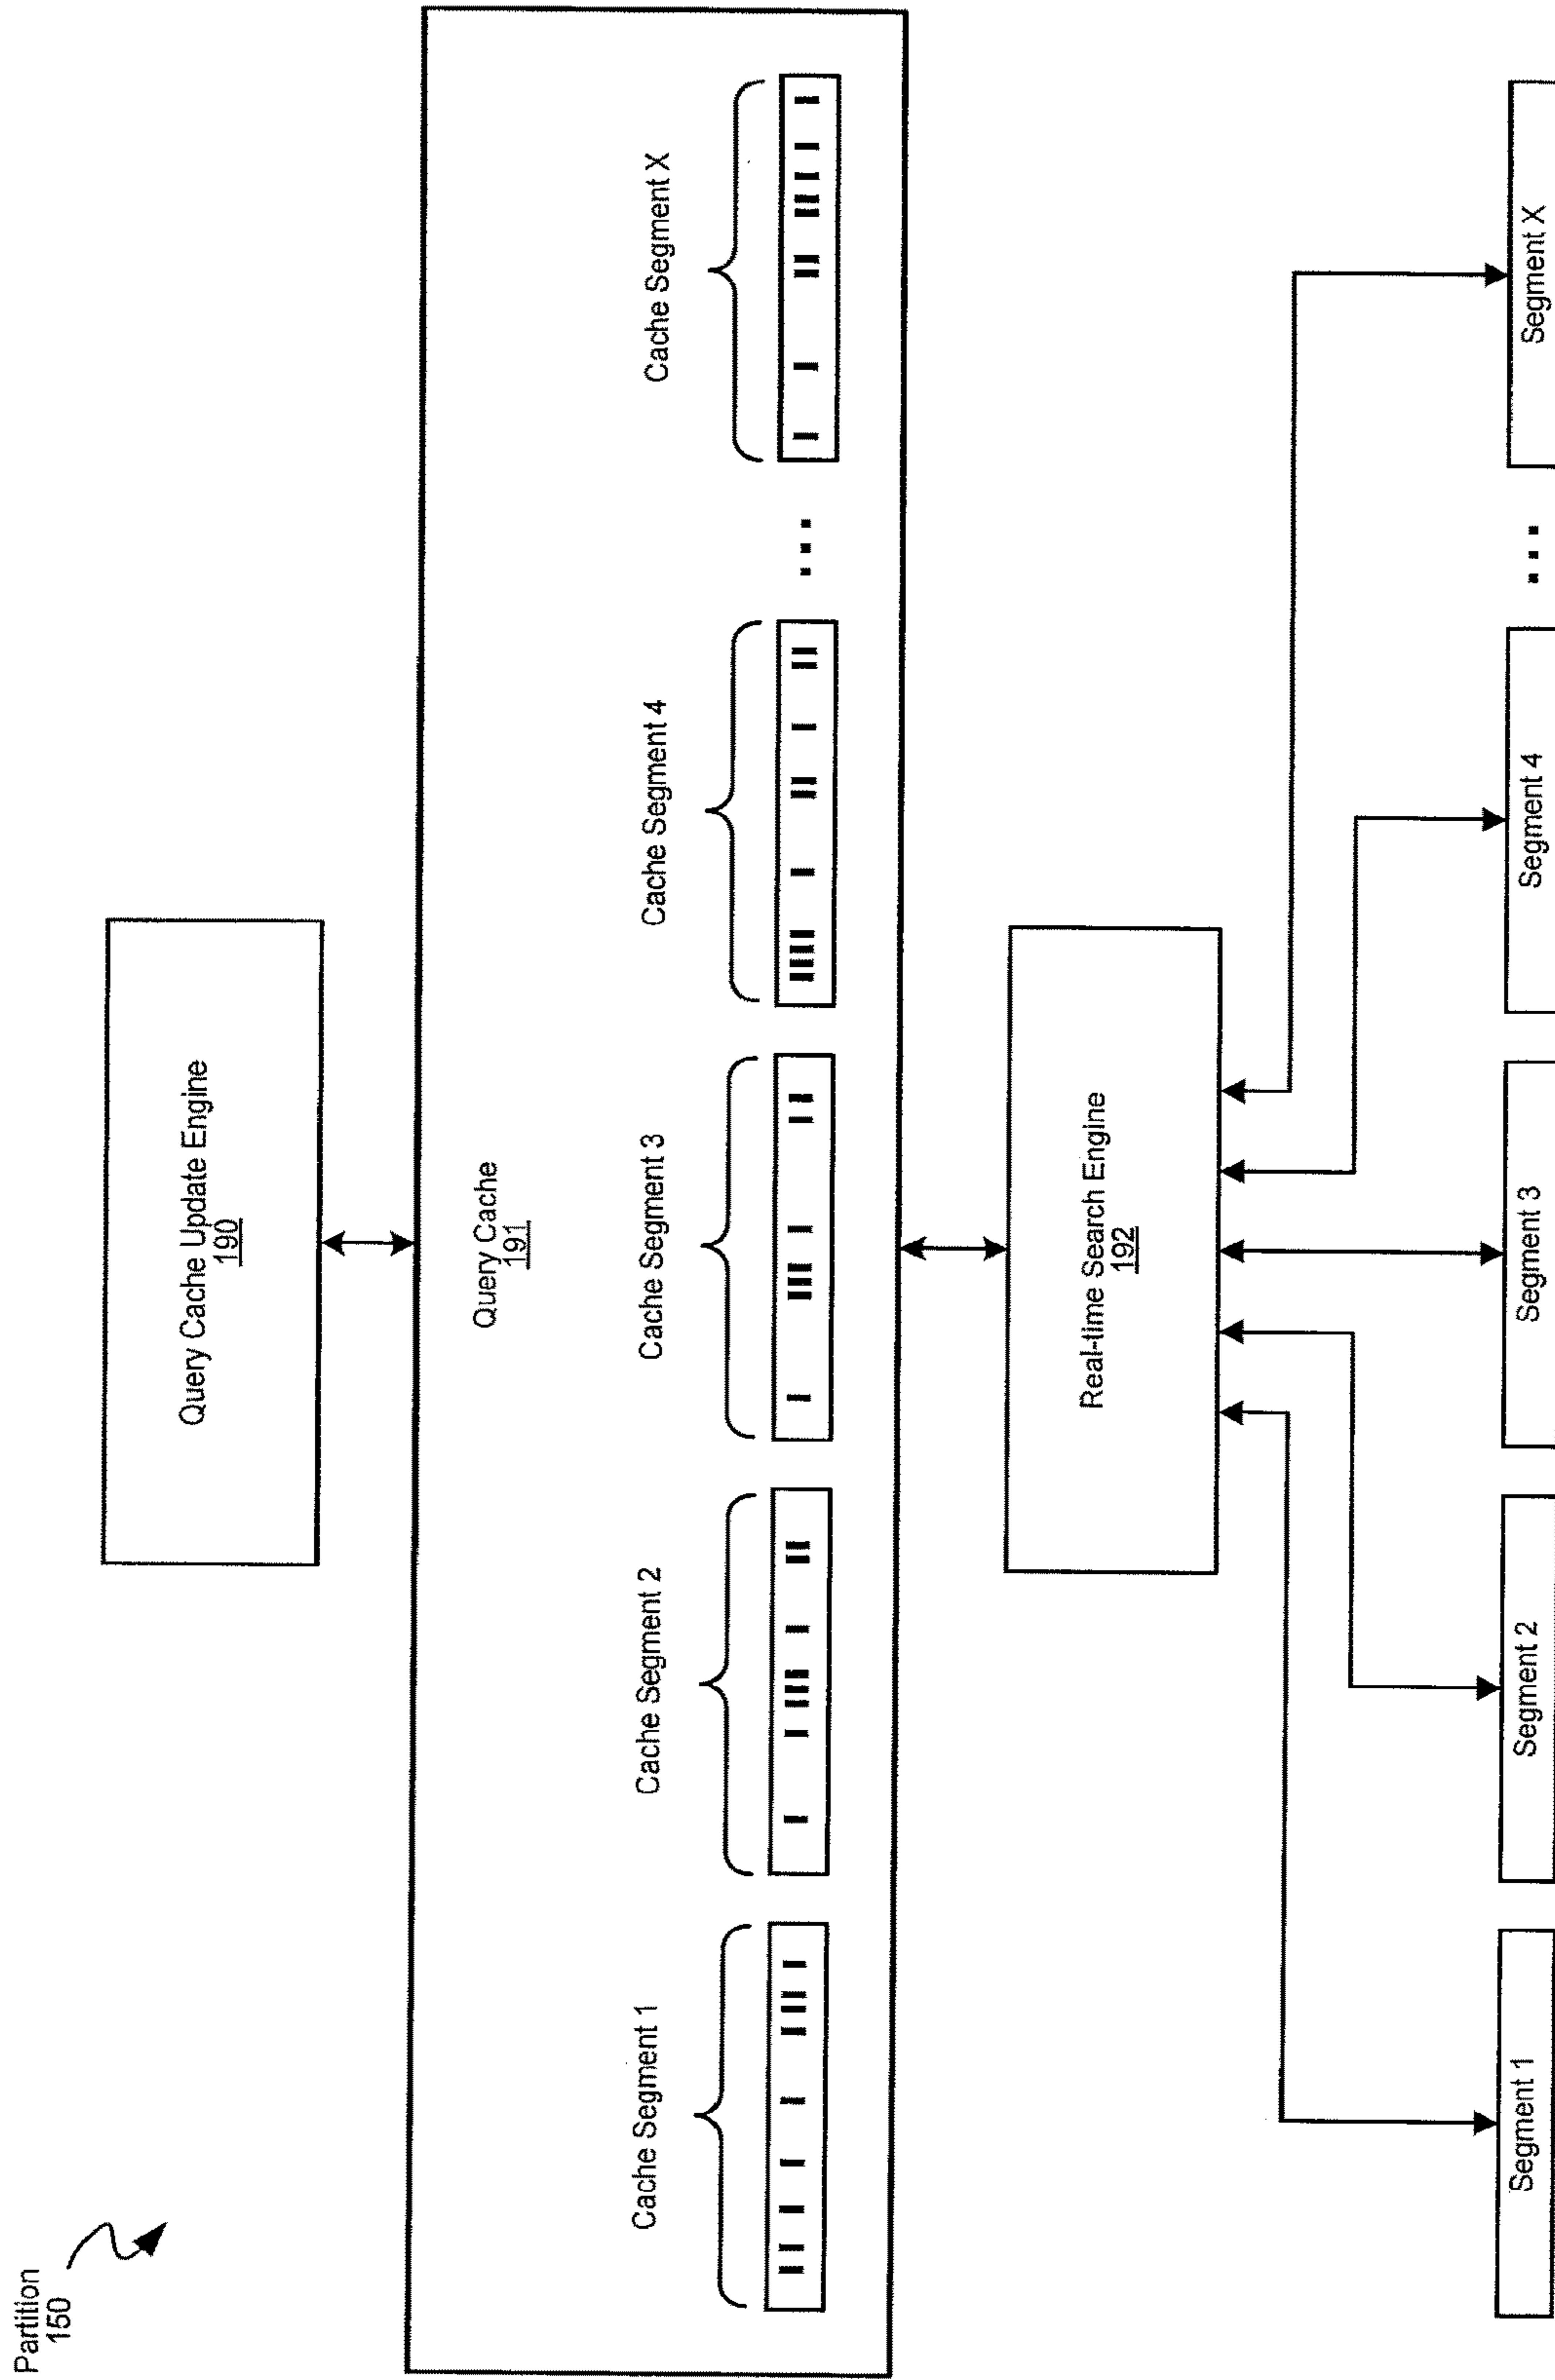 Partition
150
Query Cache Update Engine
190
Query Cache
191
Cache Segment 1
Cache Segment 2
Cache Segment 3
Cache Segment 4
...
Cache Segment X
Real-time Search Engine
192
Segment 1
Segment 2
Segment 3
Segment 4
...
Segment X